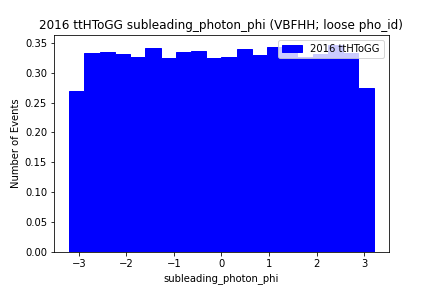 2016 ttHToGG subleading_photon_phi (VBFHH; loose pho_id)
2016 ttHToGG
0.35
0.30
0.25
0.20
0.15
0.10
0.05
0.00
Number of Events
−3 −2 −1 0 1 2 3
subleading_photon_phi